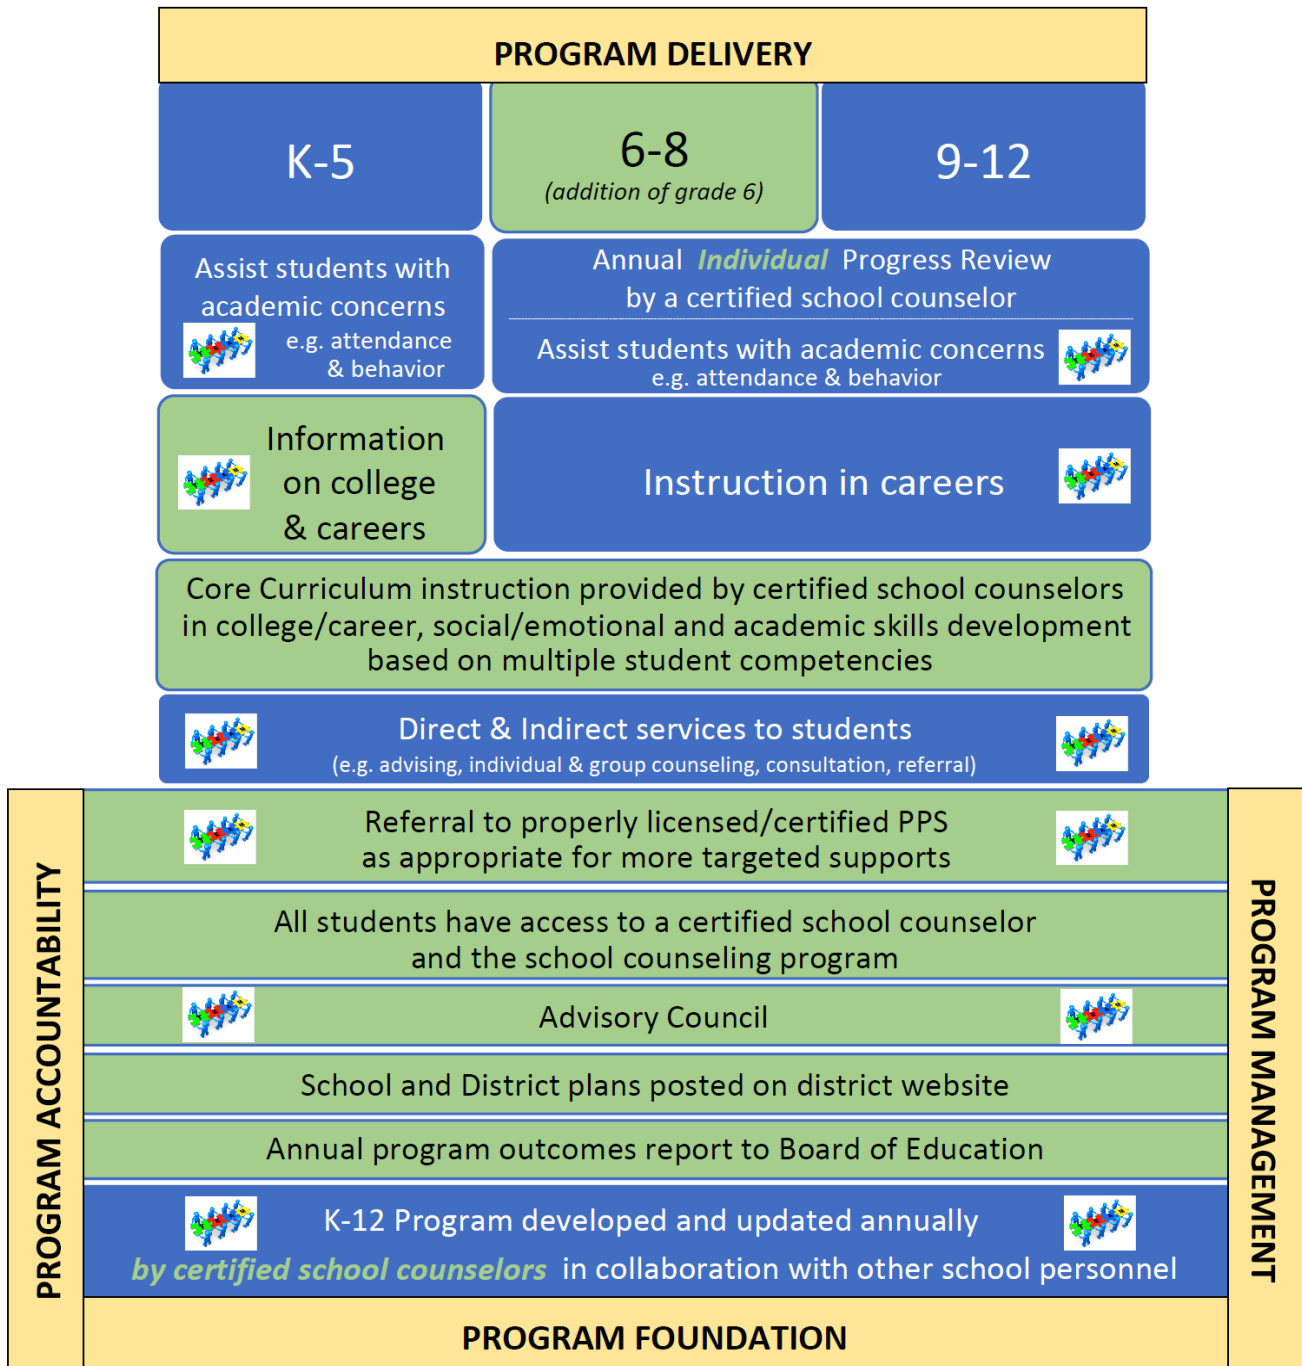 PROGRAM DELIVERY
K-5
6-8
(addition of grade 6)
9-12
Assist students with
academic concerns
e.g. attendance
& behavior
Annual Individual Progress Review
by a certified school counselor
Assist students with academic concerns
e.g. attendance & behavior
Information
on college
& careers
Instruction in careers
Core Curriculum instruction provided by certified school counselors
in college/career, social/emotional and academic skills development
based on multiple student competencies
Direct & Indirect services to students
(e.g. advising, individual & group counseling, consultation, referral)
PROGRAM ACCOUNTABILITY
Referral to properly licensed/certified PPS
as appropriate for more targeted supports
All students have access to a certified school counselor
and the school counseling program
Advisory Council
School and District plans posted on district website
Annual program outcomes report to Board of Education
K-12 Program developed and updated annually
by certified school counselors in collaboration with other school personnel
PROGRAM MANAGEMENT
PROGRAM FOUNDATION